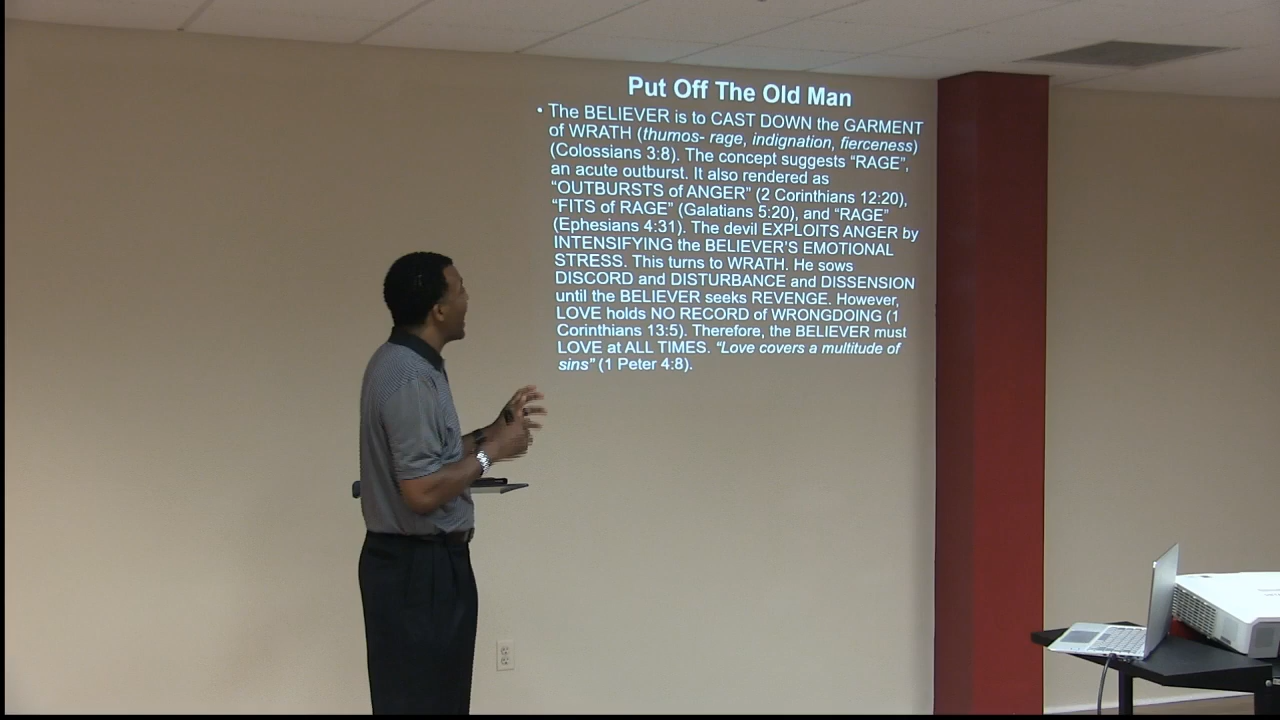 Put Off The Old Man
• The BELIEVER is to CAST DOWN the GARMENT
of WRATH (thumos- rage, indignation, fierceness)
(Colossians 3:8). The concept suggests “RAGE”,
an acute outburst. It also rendered as
“OUTBURSTS of ANGER” (2 Corinthians 12:20),
“FITS of RAGE” (Galatians 5:20), and “RAGE”
(Ephesians 4:31). The devil EXPLOITS ANGER by
INTENSIFYING the BELIEVER’S EMOTIONAL
STRESS. This turns to WRATH. He sows
DISCORD and DISTURBANCE and DISSENSION
until the BELIEVER seeks REVENGE. However,
LOVE holds NO RECORD of WRONGDOING (1
Corinthians 13:5). Therefore, the BELIEVER must
LOVE at ALL TIMES. “Love covers a multitude of
sins” (1 Peter 4:8).